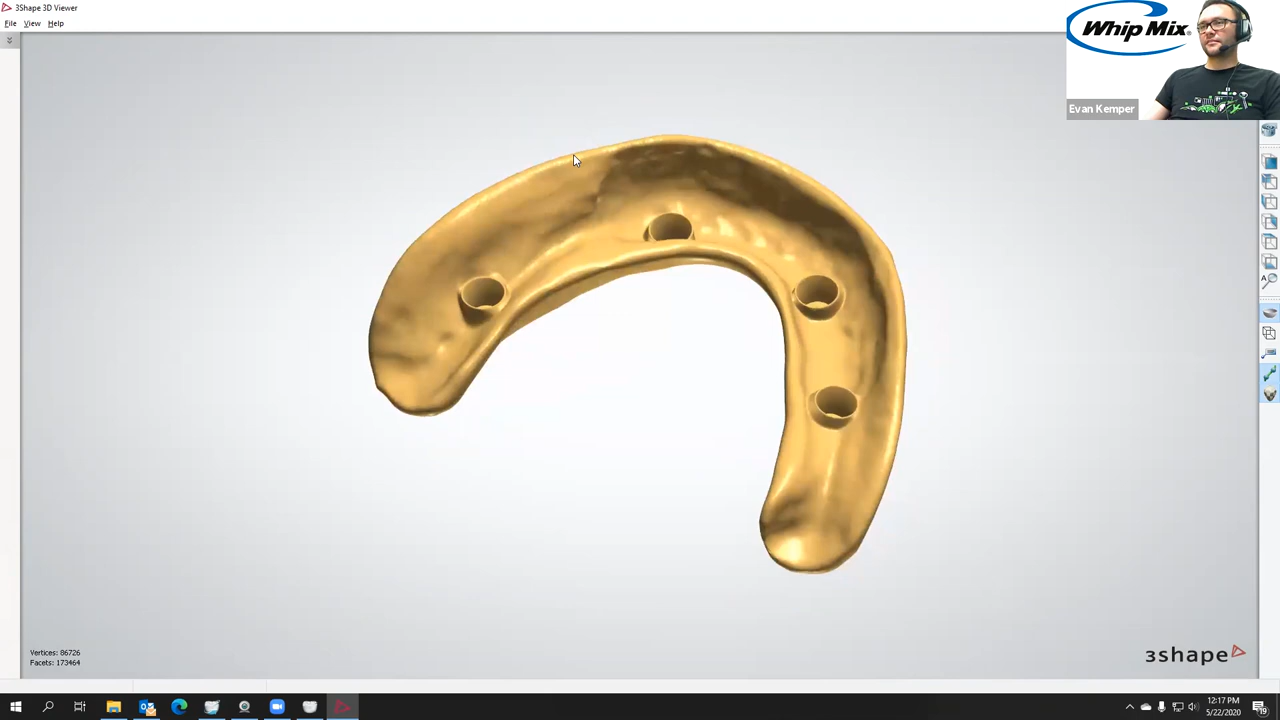 3Shape 3D Viewer
File View Help
Whip Mix®
Evan Kemper
Vertices: 86726
Facets: 173464
3shape
12:17 PM
5/22/2020
19